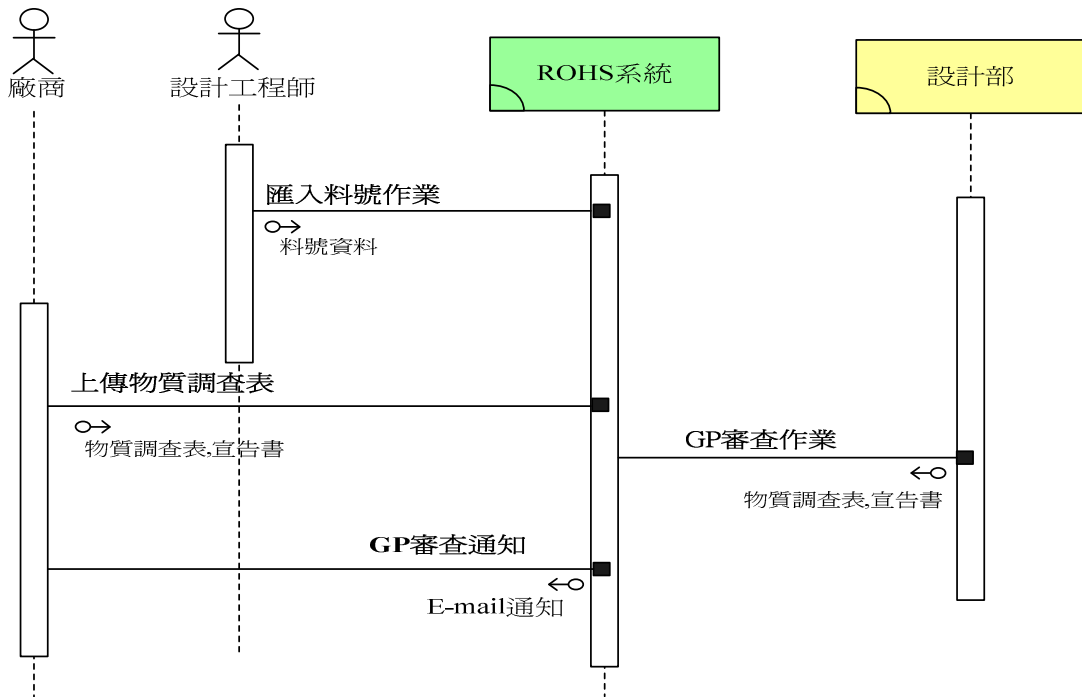 廠商
設計工程師
ROHS系統
設計部
匯入料號作業
料號資料
上傳物質調查表
物質調查表,宣告書
GP審查作業
物質調查表,宣告書
GP審查通知
E-mail通知